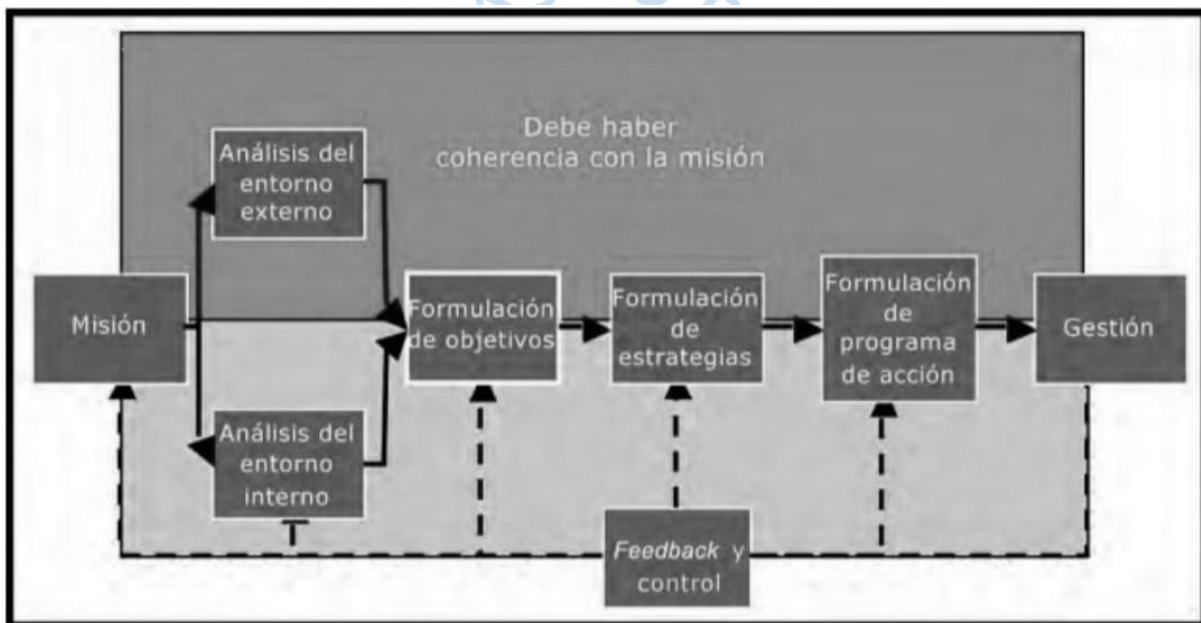 Debe haber
coherencia con la misión
Análisis del
entorno
externo
Misión
Formulación
de objetivos
Formulación
de
estrategias
Formulación
de
programa
de acción
Gestión
Análisis del
entorno
interno
Feedback y
control